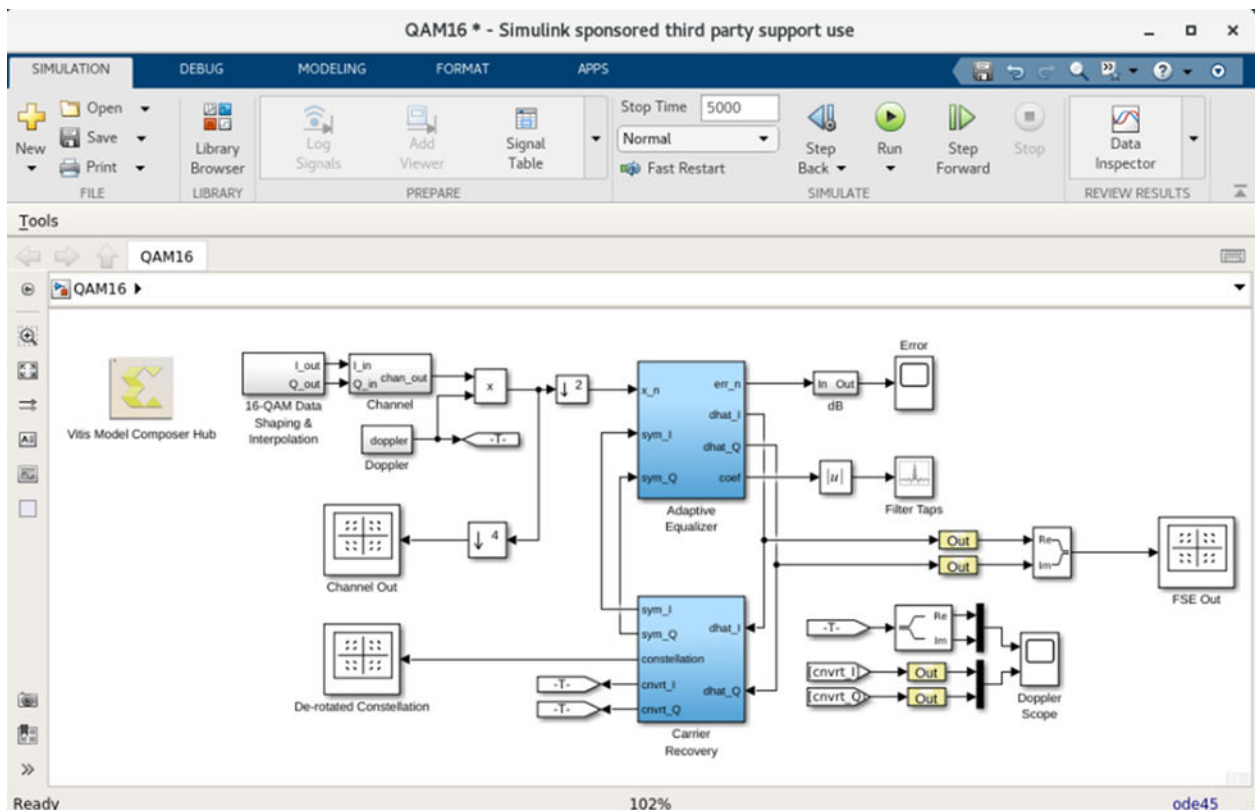 QAM16 * - Simulink sponsored third party support use
SIMULATION DEBUG MODELING FORMAT APPS
New
Open
Save
Print
FILE
Library
Browser
LIBRARY
Log
Signals
Add
Viewer
Signal
Table
PREPARE
Stop Time 5000
Normal
Fast Restart
Step
Back
Run
Step
Forward
Stop
SIMULATE
Data
Inspector
REVIEW RESULTS
Tools
QAM16
QAM16
Vitis Model Composer Hub
I_out
Q_out
16-QAM Data
Shaping &
Interpolation
I_in
Q_in
chan_out
Channel
x
doppler
Doppler
-T-
2
x_n
sym_I
sym_Q
err_n
dhat_I
dhat_Q
coef
Adaptive
Equalizer
In Out
dB
Error
|u|
Filter Taps
Channel Out
4
Out
Out
Re
Im
FSE Out
De-rotated Constellation
sym_I
sym_Q
constellation
cnvrt_I
cnvrt_Q
dhat_I
dhat_Q
Carrier
Recovery
-T-
-T-
-T-
Re
Im
[cnvrt_I]
Out
[cnvrt_Q]
Out
Doppler
Scope
Ready 102% ode45